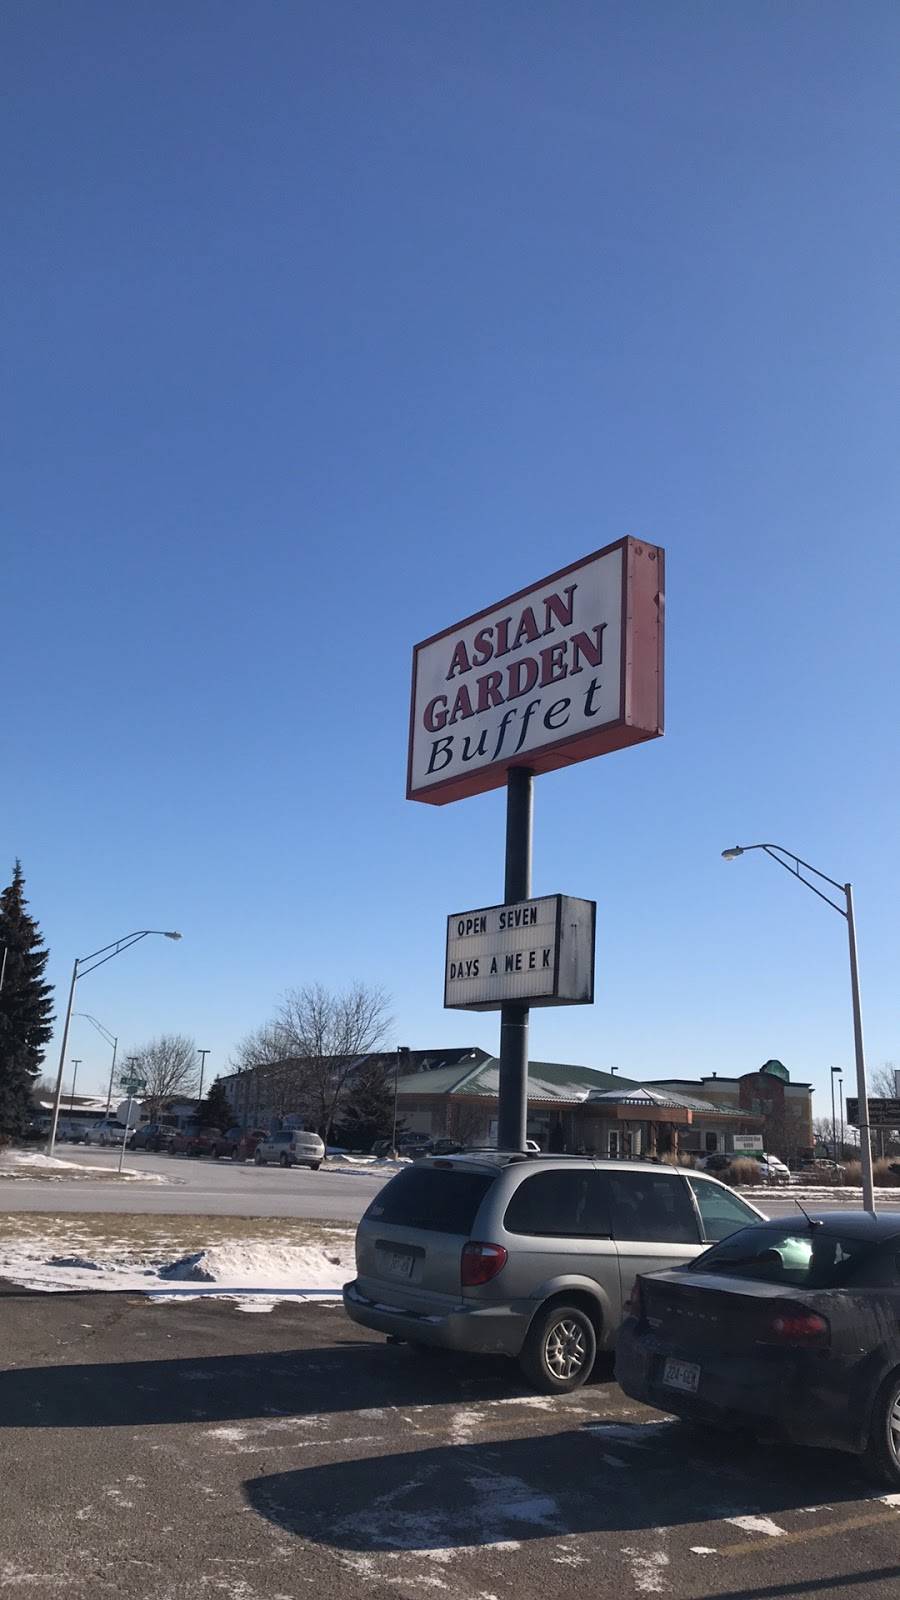 ASIAN
GARDEN
Buffet
OPEN SEVEN
DAYS A WEEK